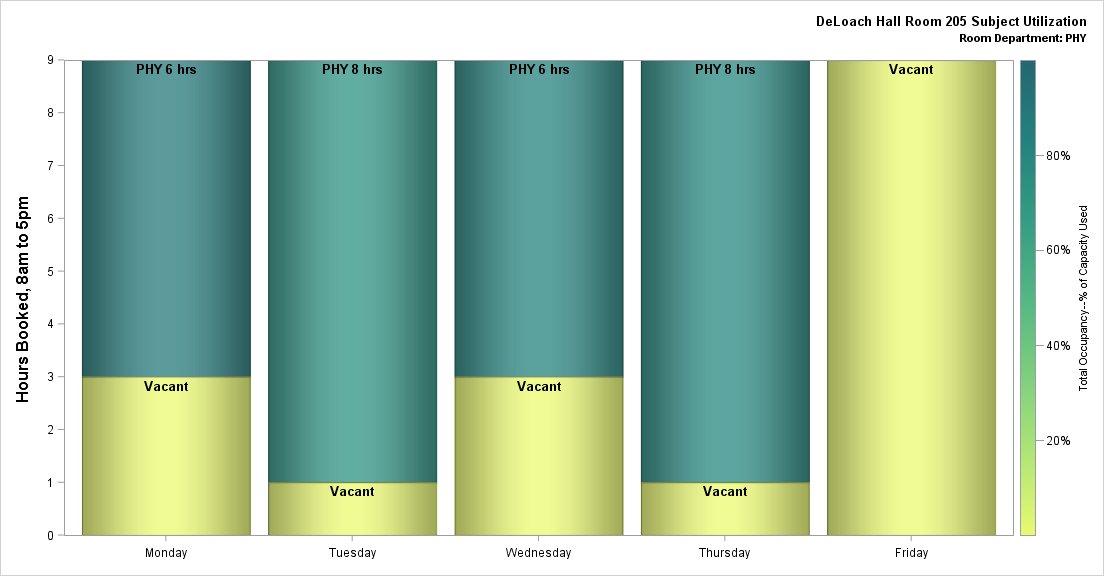 DeLoach Hall Room 205 Subject Utilization
Room Department: PHY
Hours Booked, 8am to 5pm
9
8
7
6
5
4
3
2
1
0
PHY 6 hrs
PHY 8 hrs
PHY 6 hrs
PHY 8 hrs
Vacant
Vacant
Vacant
Vacant
Vacant
Monday
Tuesday
Wednesday
Thursday
Friday
80%
60%
40%
20%
Total Occupancy--% of Capacity Used